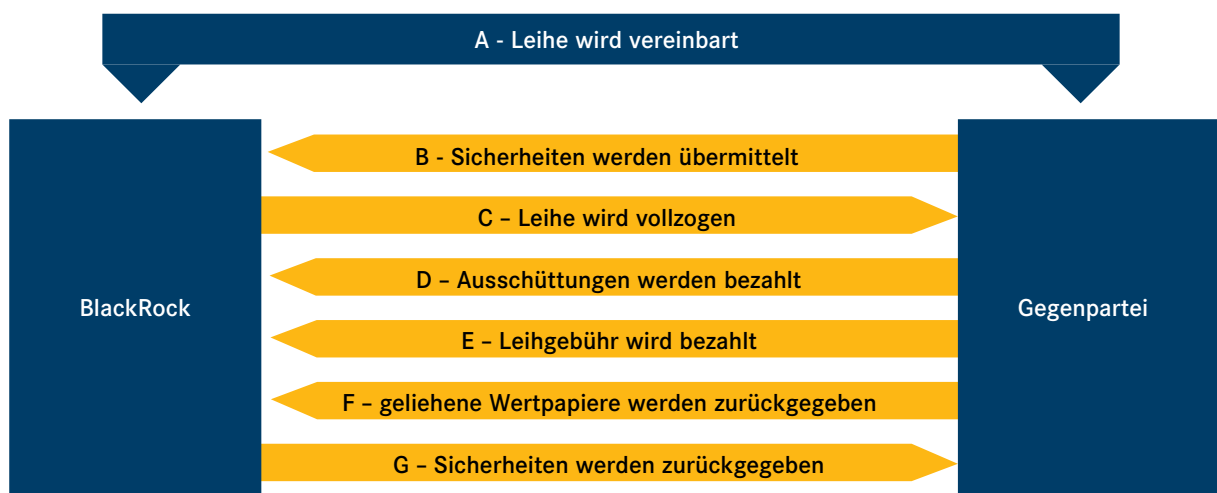 A - Leihe wird vereinbart
B - Sicherheiten werden übermittelt
C – Leihe wird vollzogen
D – Ausschüttungen werden bezahlt
BlackRock
Gegenpartei
E – Leihgebühr wird bezahlt
F – geliehene Wertpapiere werden zurückgegeben
G – Sicherheiten werden zurückgegeben